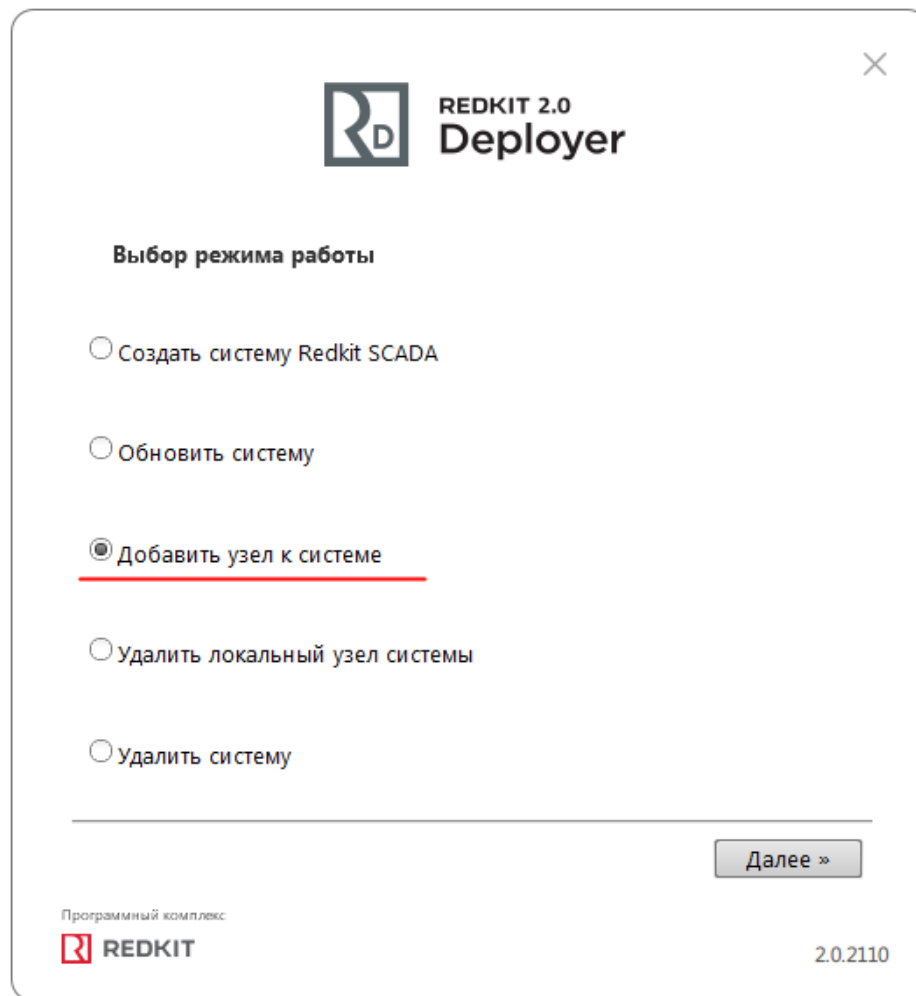 REDKIT 2.0
Deployer
Выбор режима работы
Создать систему Redkit SCADA
Обновить систему
Добавить узел к системе
Удалить локальный узел системы
Удалить систему
Далее »
Программный комплекс
REDKIT
2.0.2110